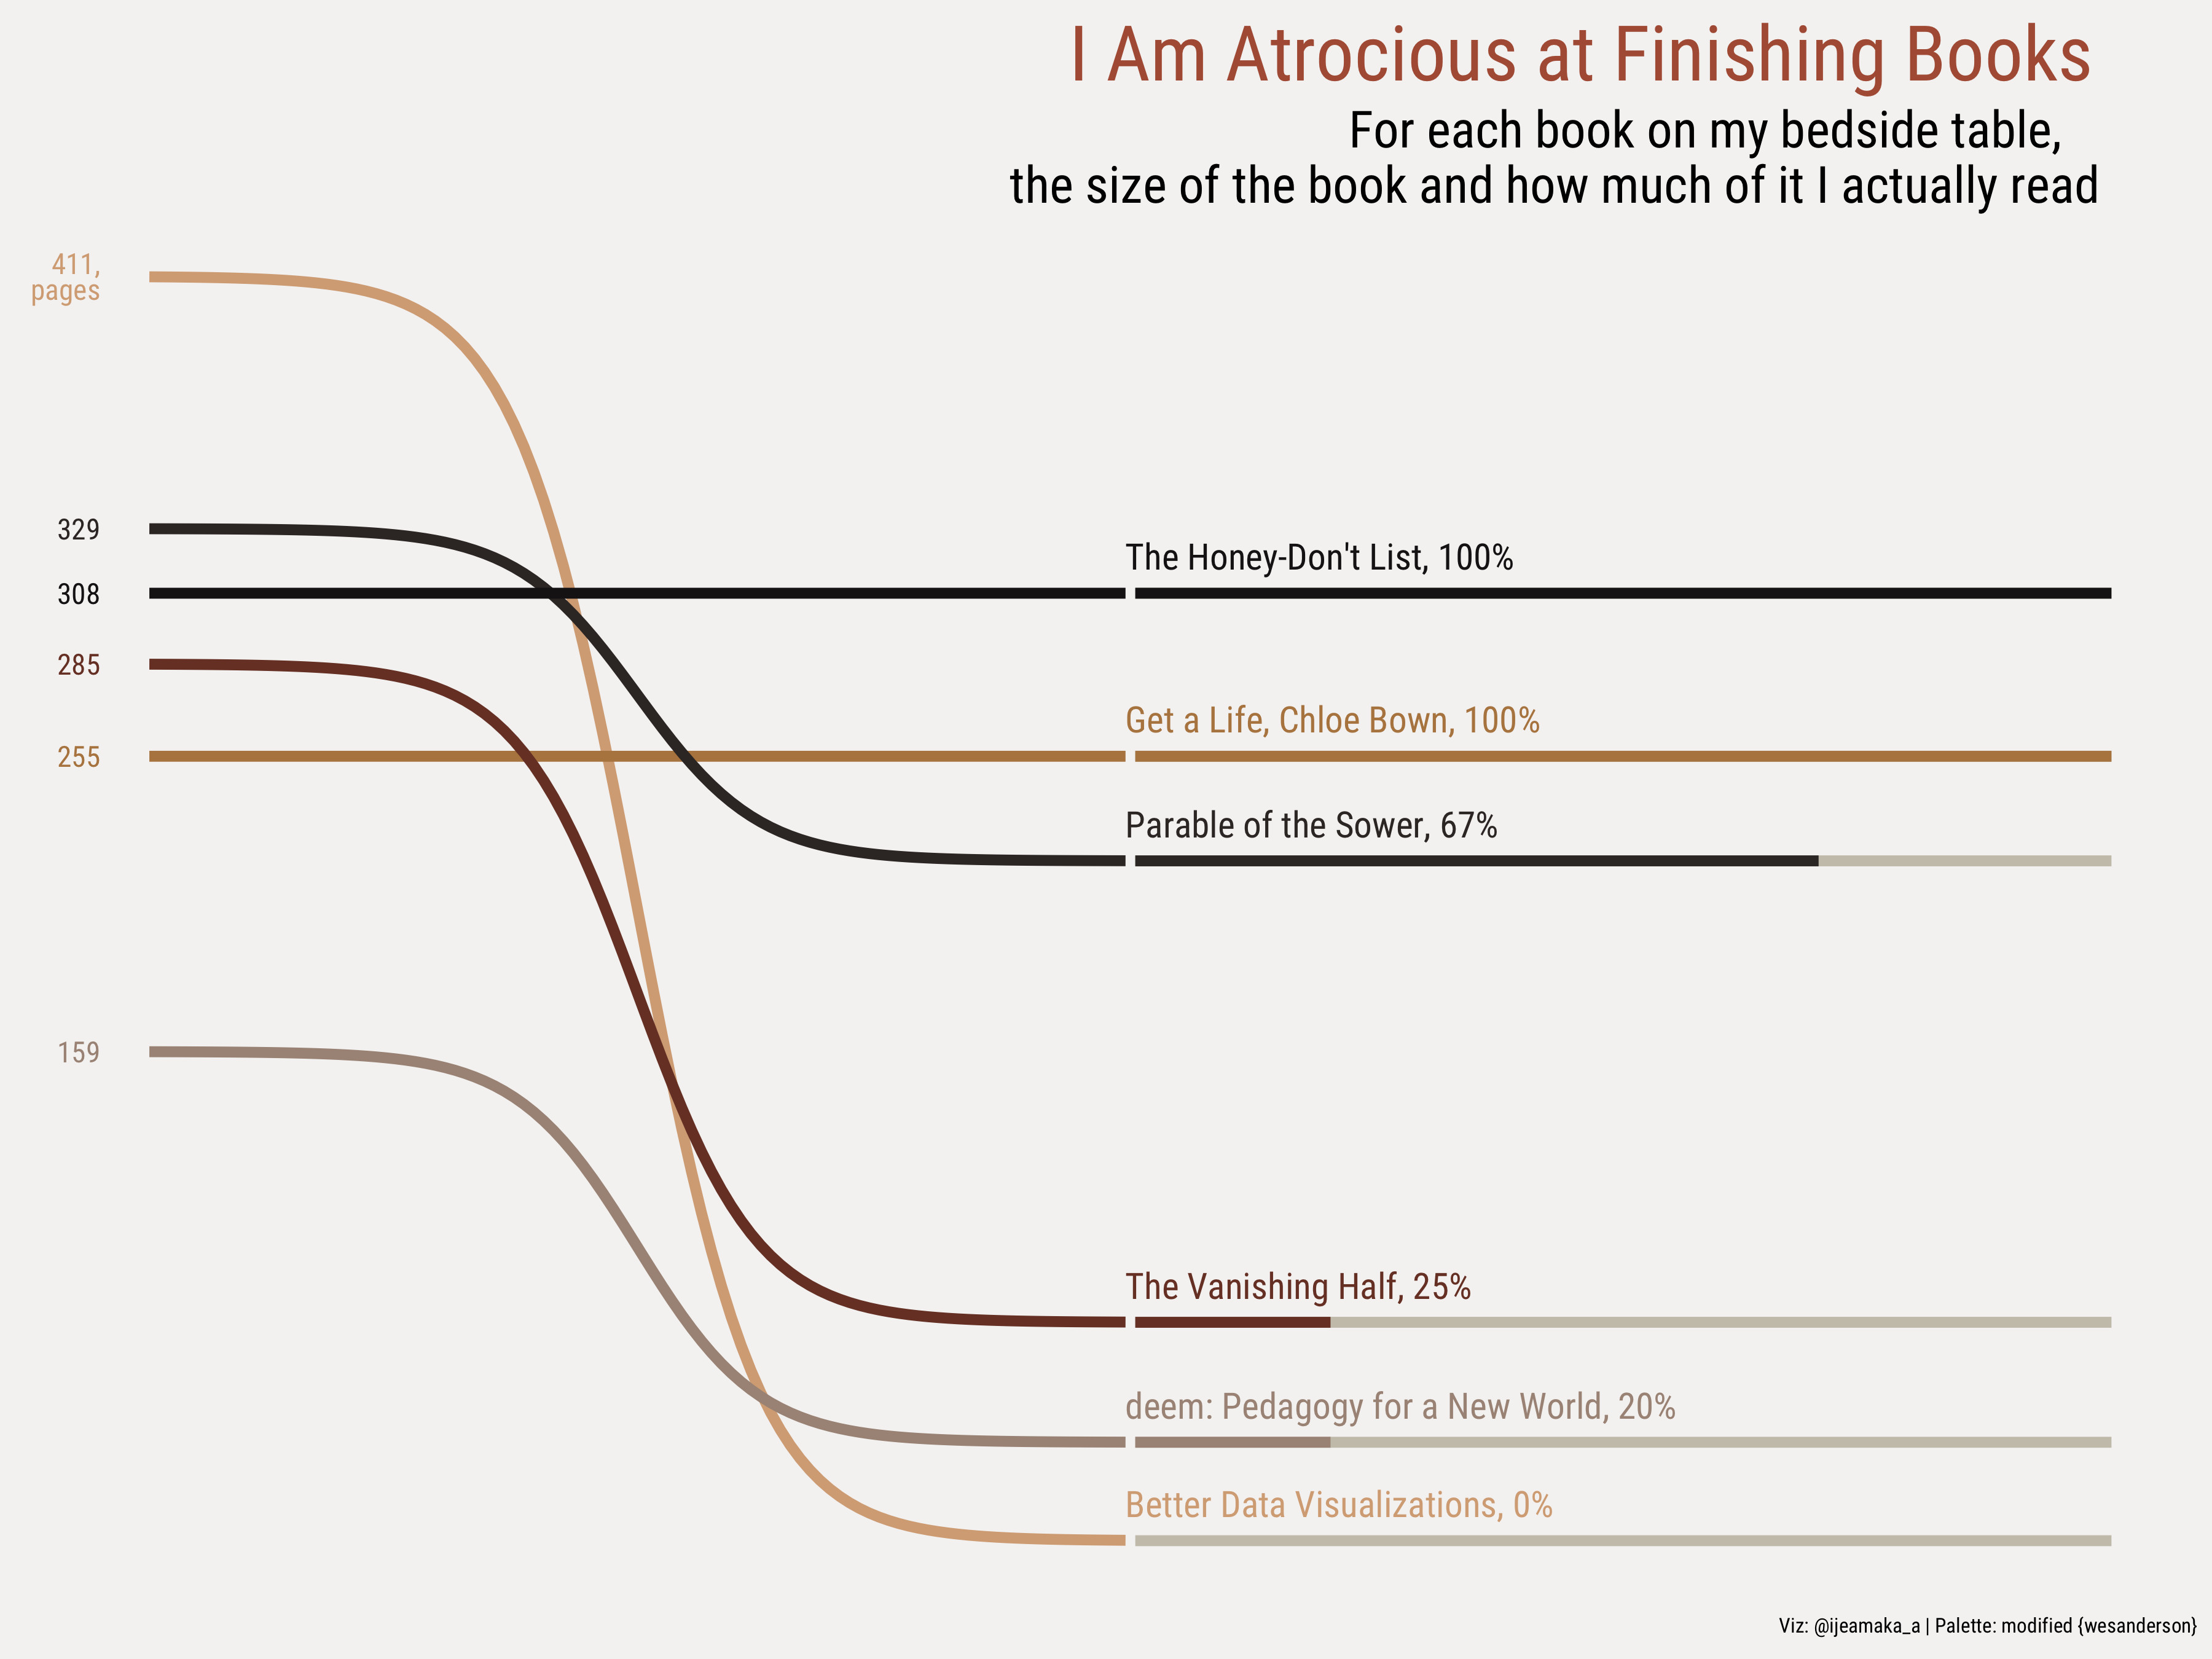 I Am Atrocious at Finishing Books
For each book on my bedside table,
the size of the book and how much of it I actually read
411,
pages
329
308
285
255
159
The Honey-Don't List, 100%
Get a Life, Chloe Bown, 100%
Parable of the Sower, 67%
The Vanishing Half, 25%
deem: Pedagogy for a New World, 20%
Better Data Visualizations, 0%
Viz: @ijeamaka_a | Palette: modified {wesanderson}